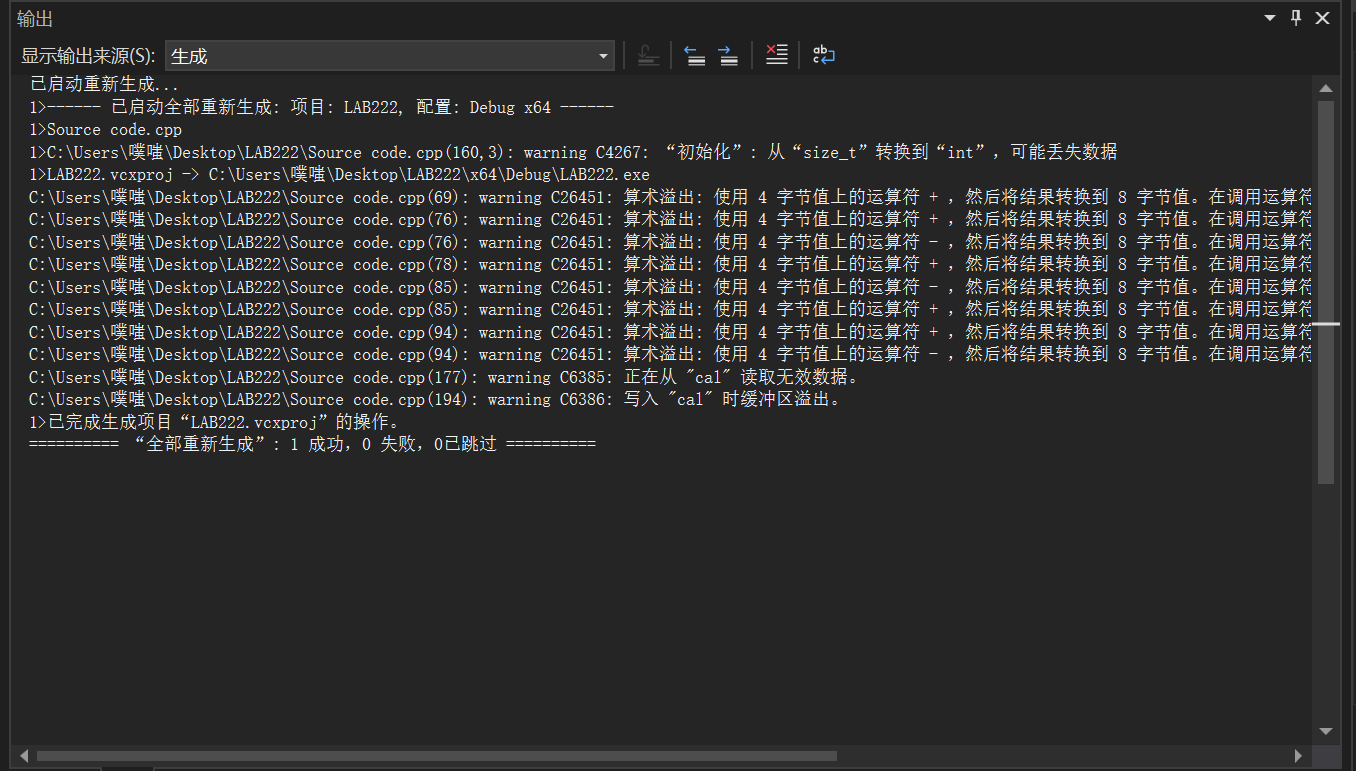 输出
显示输出来源(S): 生成
已启动重新生成...
1>------ 已启动全部重新生成: 项目: LAB222, 配置: Debug x64 ------
1>Source code.cpp
1>C:\Users\噗嗤\Desktop\LAB222\Source code.cpp(160,3): warning C4267: “初始化”: 从“size_t”转换到“int”，可能丢失数据
1>LAB222.vcxproj -> C:\Users\噗嗤\Desktop\LAB222\x64\Debug\LAB222.exe
C:\Users\噗嗤\Desktop\LAB222\Source code.cpp(69): warning C26451: 算术溢出: 使用 4 字节值上的运算符 + ，然后将结果转换到 8 字节值。在调用运算符
C:\Users\噗嗤\Desktop\LAB222\Source code.cpp(76): warning C26451: 算术溢出: 使用 4 字节值上的运算符 + ，然后将结果转换到 8 字节值。在调用运算符
C:\Users\噗嗤\Desktop\LAB222\Source code.cpp(76): warning C26451: 算术溢出: 使用 4 字节值上的运算符 - ，然后将结果转换到 8 字节值。在调用运算符
C:\Users\噗嗤\Desktop\LAB222\Source code.cpp(78): warning C26451: 算术溢出: 使用 4 字节值上的运算符 + ，然后将结果转换到 8 字节值。在调用运算符
C:\Users\噗嗤\Desktop\LAB222\Source code.cpp(85): warning C26451: 算术溢出: 使用 4 字节值上的运算符 - ，然后将结果转换到 8 字节值。在调用运算符
C:\Users\噗嗤\Desktop\LAB222\Source code.cpp(85): warning C26451: 算术溢出: 使用 4 字节值上的运算符 + ，然后将结果转换到 8 字节值。在调用运算符
C:\Users\噗嗤\Desktop\LAB222\Source code.cpp(94): warning C26451: 算术溢出: 使用 4 字节值上的运算符 + ，然后将结果转换到 8 字节值。在调用运算符
C:\Users\噗嗤\Desktop\LAB222\Source code.cpp(94): warning C26451: 算术溢出: 使用 4 字节值上的运算符 - ，然后将结果转换到 8 字节值。在调用运算符
C:\Users\噗嗤\Desktop\LAB222\Source code.cpp(177): warning C6385: 正在从 "cal" 读取无效数据。
C:\Users\噗嗤\Desktop\LAB222\Source code.cpp(194): warning C6386: 写入 "cal" 时缓冲区溢出。
1>已完成生成项目“LAB222.vcxproj”的操作。
========== “全部重新生成”: 1 成功，0 失败，0已跳过 ==========